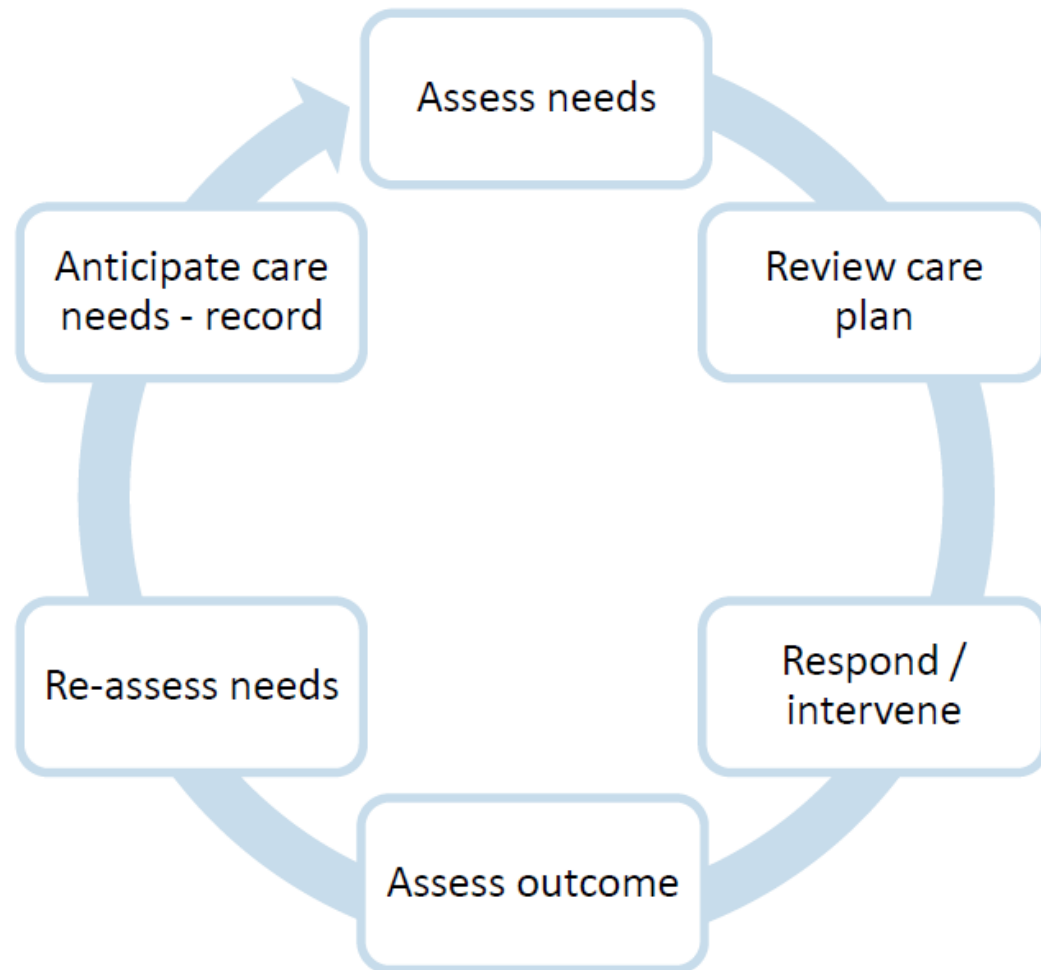 Assess needs
Review care
plan
Respond /
intervene
Assess outcome
Re-assess needs
Anticipate care
needs - record